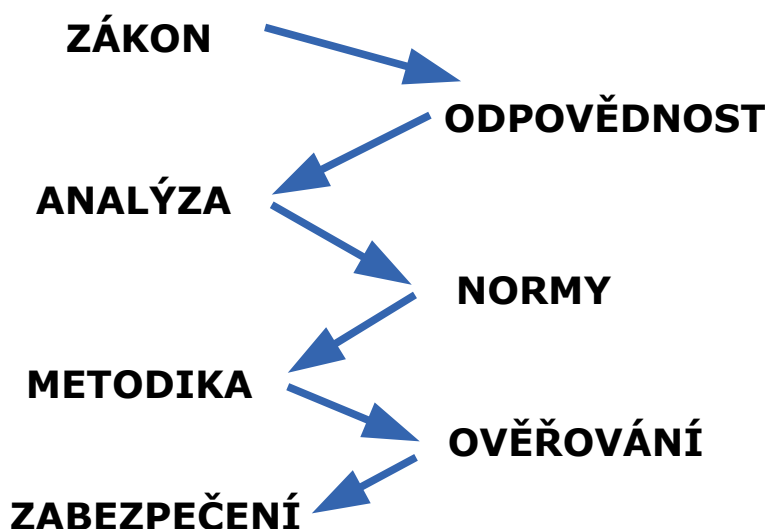 ZÁKON
ODPOVĚDNOST
ANALÝZA
NORMY
METODIKA
OVĚŘOVÁNÍ
ZABEZPEČENÍ